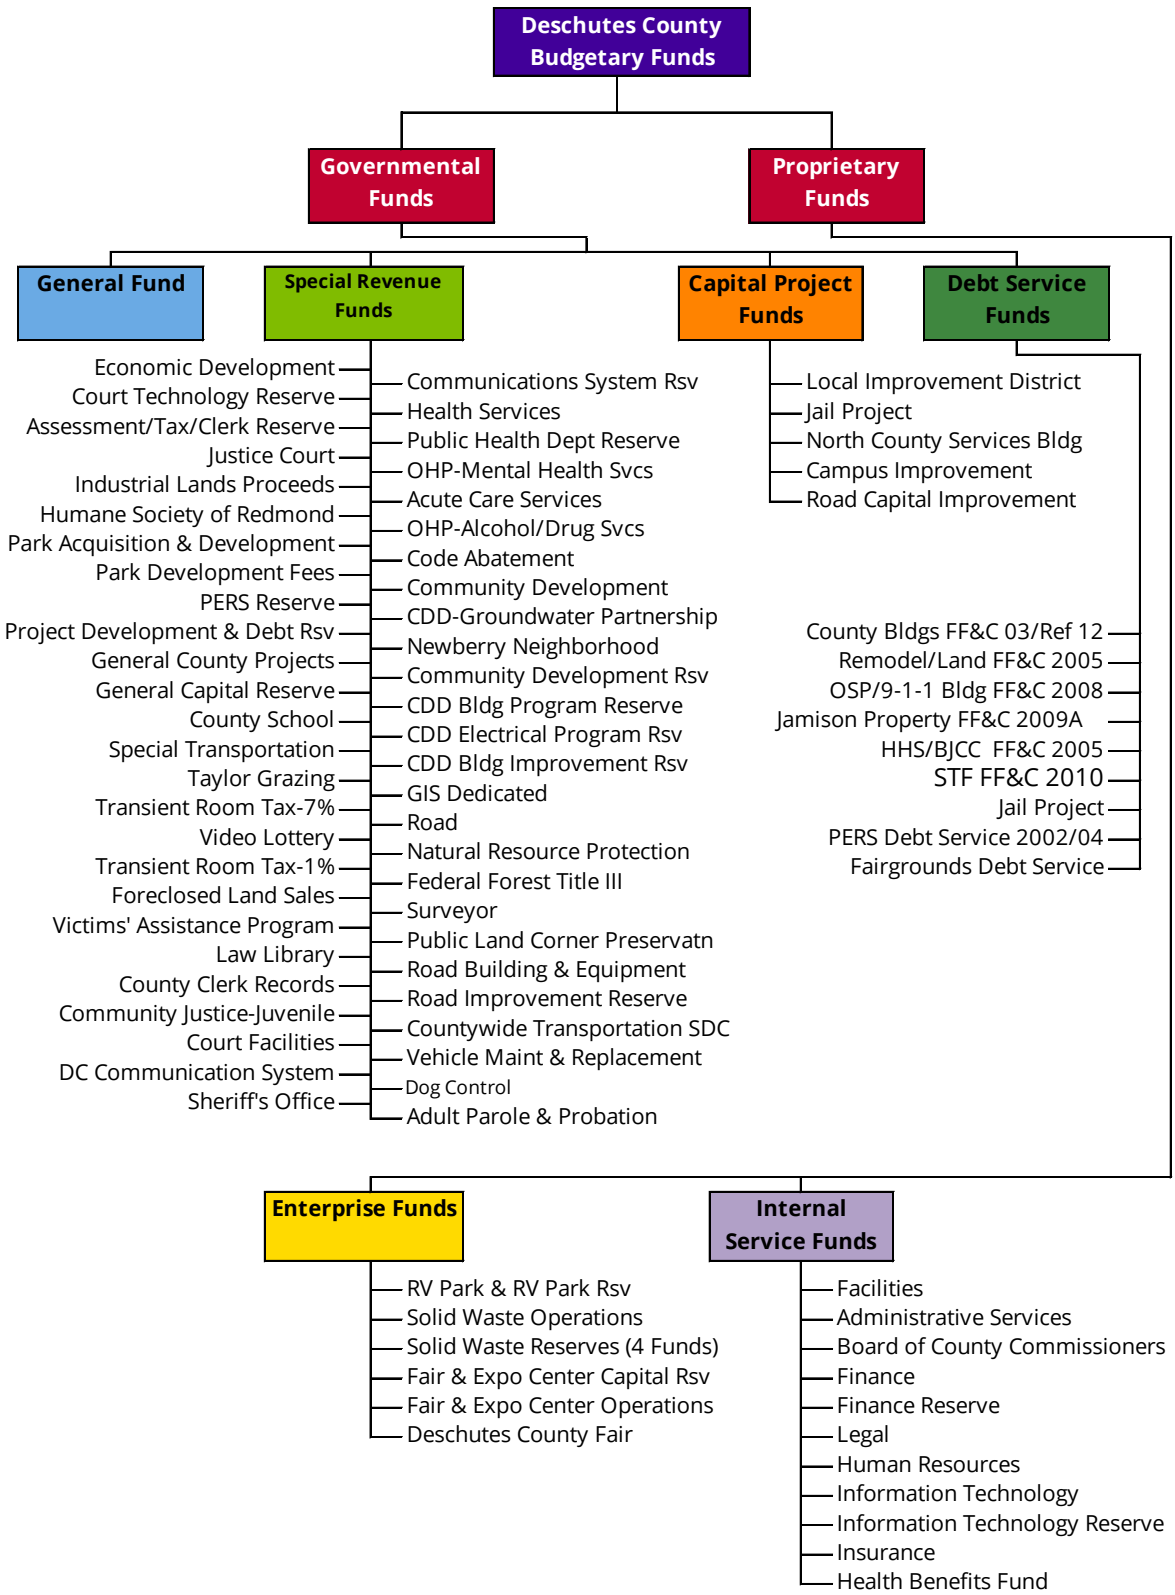 Deschutes County
Budgetary Funds
Governmental
Funds
Proprietary
Funds
General Fund
Special Revenue
Funds
Capital Project
Funds
Debt Service
Funds
Economic Development
Court Technology Reserve
Assessment/Tax/Clerk Reserve
Justice Court
Industrial Lands Proceeds
Humane Society of Redmond
Park Acquisition & Development
Park Development Fees
PERS Reserve
Project Development & Debt Rsv
General County Projects
General Capital Reserve
County School
Special Transportation
Taylor Grazing
Transient Room Tax-7%
Video Lottery
Transient Room Tax-1%
Foreclosed Land Sales
Victims' Assistance Program
Law Library
County Clerk Records
Community Justice-Juvenile
Court Facilities
DC Communication System
Sheriff's Office
Communications System Rsv
Health Services
Public Health Dept Reserve
OHP-Mental Health Svcs
Acute Care Services
OHP-Alcohol/Drug Svcs
Code Abatement
Community Development
CDD-Groundwater Partnership
Newberry Neighborhood
Community Development Rsv
CDD Bldg Program Reserve
CDD Electrical Program Rsv
CDD Bldg Improvement Rsv
GIS Dedicated
Road
Natural Resource Protection
Federal Forest Title III
Surveyor
Public Land Corner Preservatn
Road Building & Equipment
Road Improvement Reserve
Countywide Transportation SDC
Vehicle Maint & Replacement
Dog Control
Adult Parole & Probation
Local Improvement District
Jail Project
North County Services Bldg
Campus Improvement
Road Capital Improvement
County Bldgs FF&C 03/Ref 12
Remodel/Land FF&C 2005
OSP/9-1-1 Bldg FF&C 2008
Jamison Property FF&C 2009A
HHS/BJCC FF&C 2005
STF FF&C 2010
Jail Project
PERS Debt Service 2002/04
Fairgrounds Debt Service
Enterprise Funds
Internal
Service Funds
RV Park & RV Park Rsv
Solid Waste Operations
Solid Waste Reserves (4 Funds)
Fair & Expo Center Capital Rsv
Fair & Expo Center Operations
Deschutes County Fair
Facilities
Administrative Services
Board of County Commissioners
Finance
Finance Reserve
Legal
Human Resources
Information Technology
Information Technology Reserve
Insurance
Health Benefits Fund